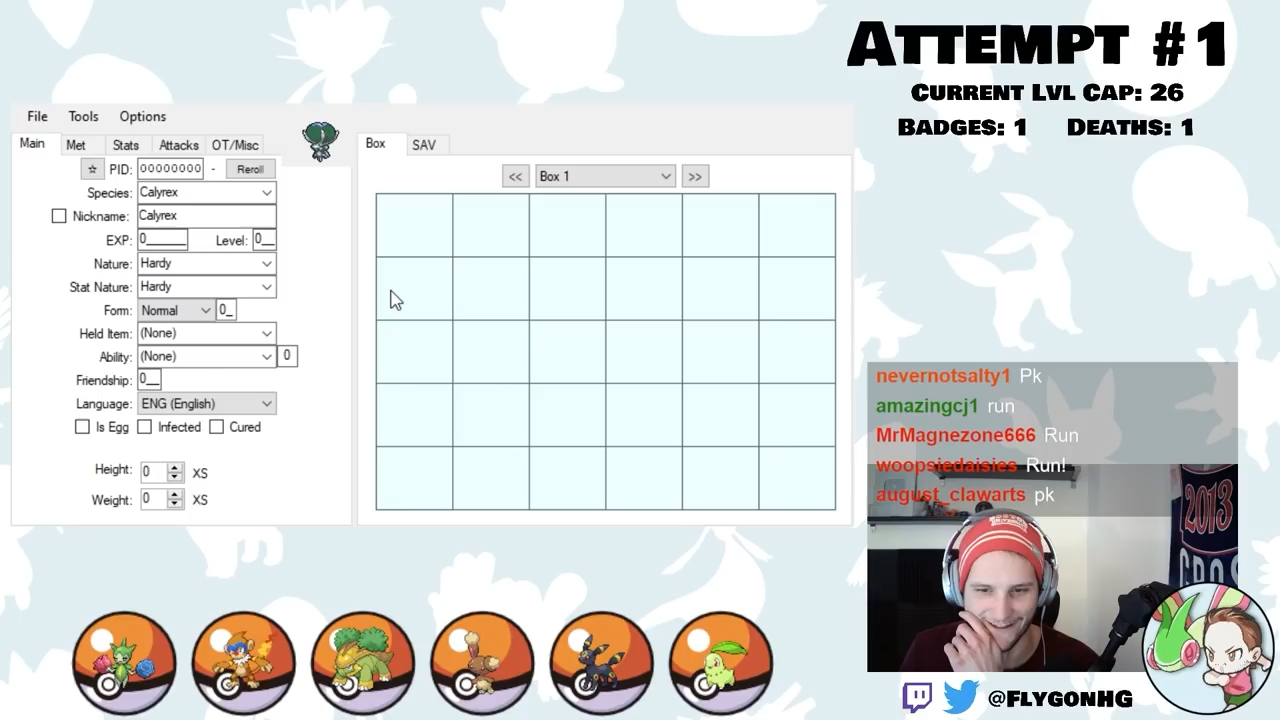 ATTEMPT #1
CURRENT LVL CAP: 26
BADGES: 1 DEATHS: 1
File Tools Options
Main Met Stats Attacks OT/Misc
☆ PID: 00000000 - Reroll
Species: Calyrex
Nickname: Calyrex
EXP: 0 Level: 0
Nature: Hardy
Stat Nature: Hardy
Form: Normal 0
Held Item: (None)
Ability: (None) 0
Friendship: 0
Language: ENG (English)
Is Egg Infected Cured
Height: 0 XS
Weight: 0 XS
Box SAV
<< Box 1 >>
nevernotsalty1 Pk
amazingcj1 run
MrMagnezone666 Run
woopsiedaisies Run!
august_clawarts pk
2013
CROS
@FLYGONHG